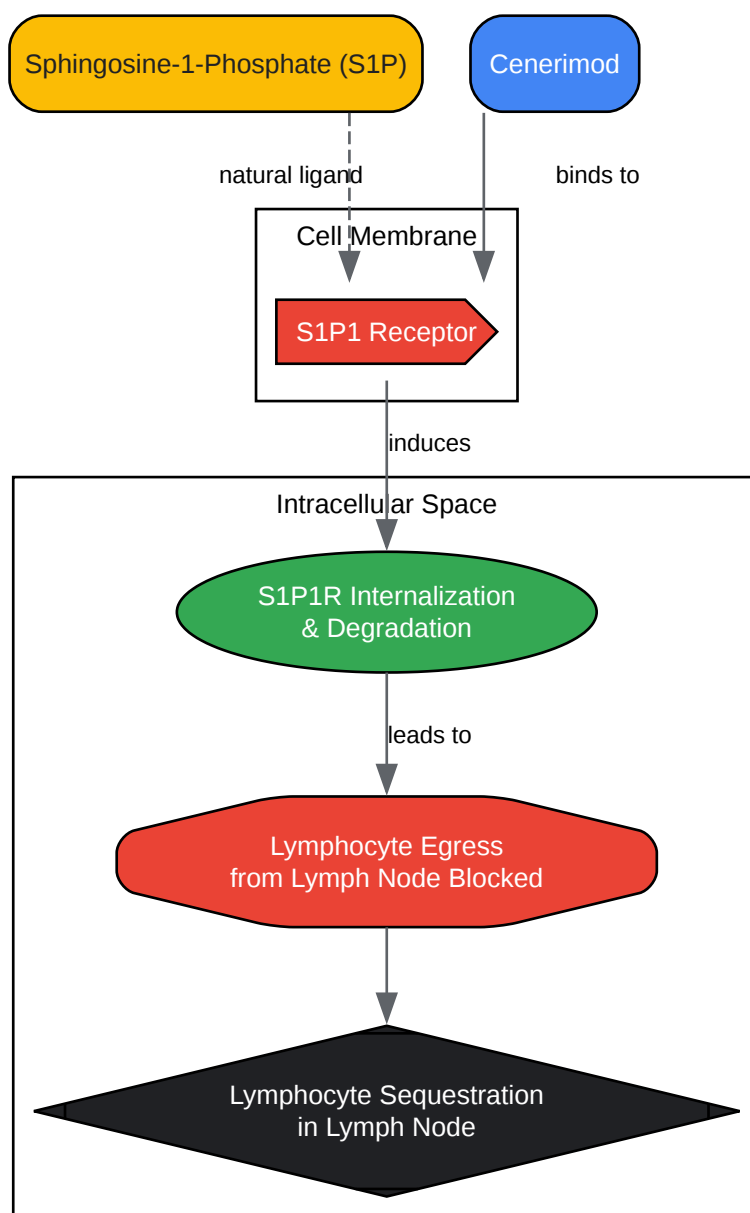 Sphingosine-1-Phosphate (S1P)
Cenerimod
natural ligand
binds to
Cell Membrane
S1P1 Receptor
induces
Intracellular Space
S1P1R Internalization
& Degradation
leads to
Lymphocyte Egress
from Lymph Node Blocked
Lymphocyte Sequestration
in Lymph Node